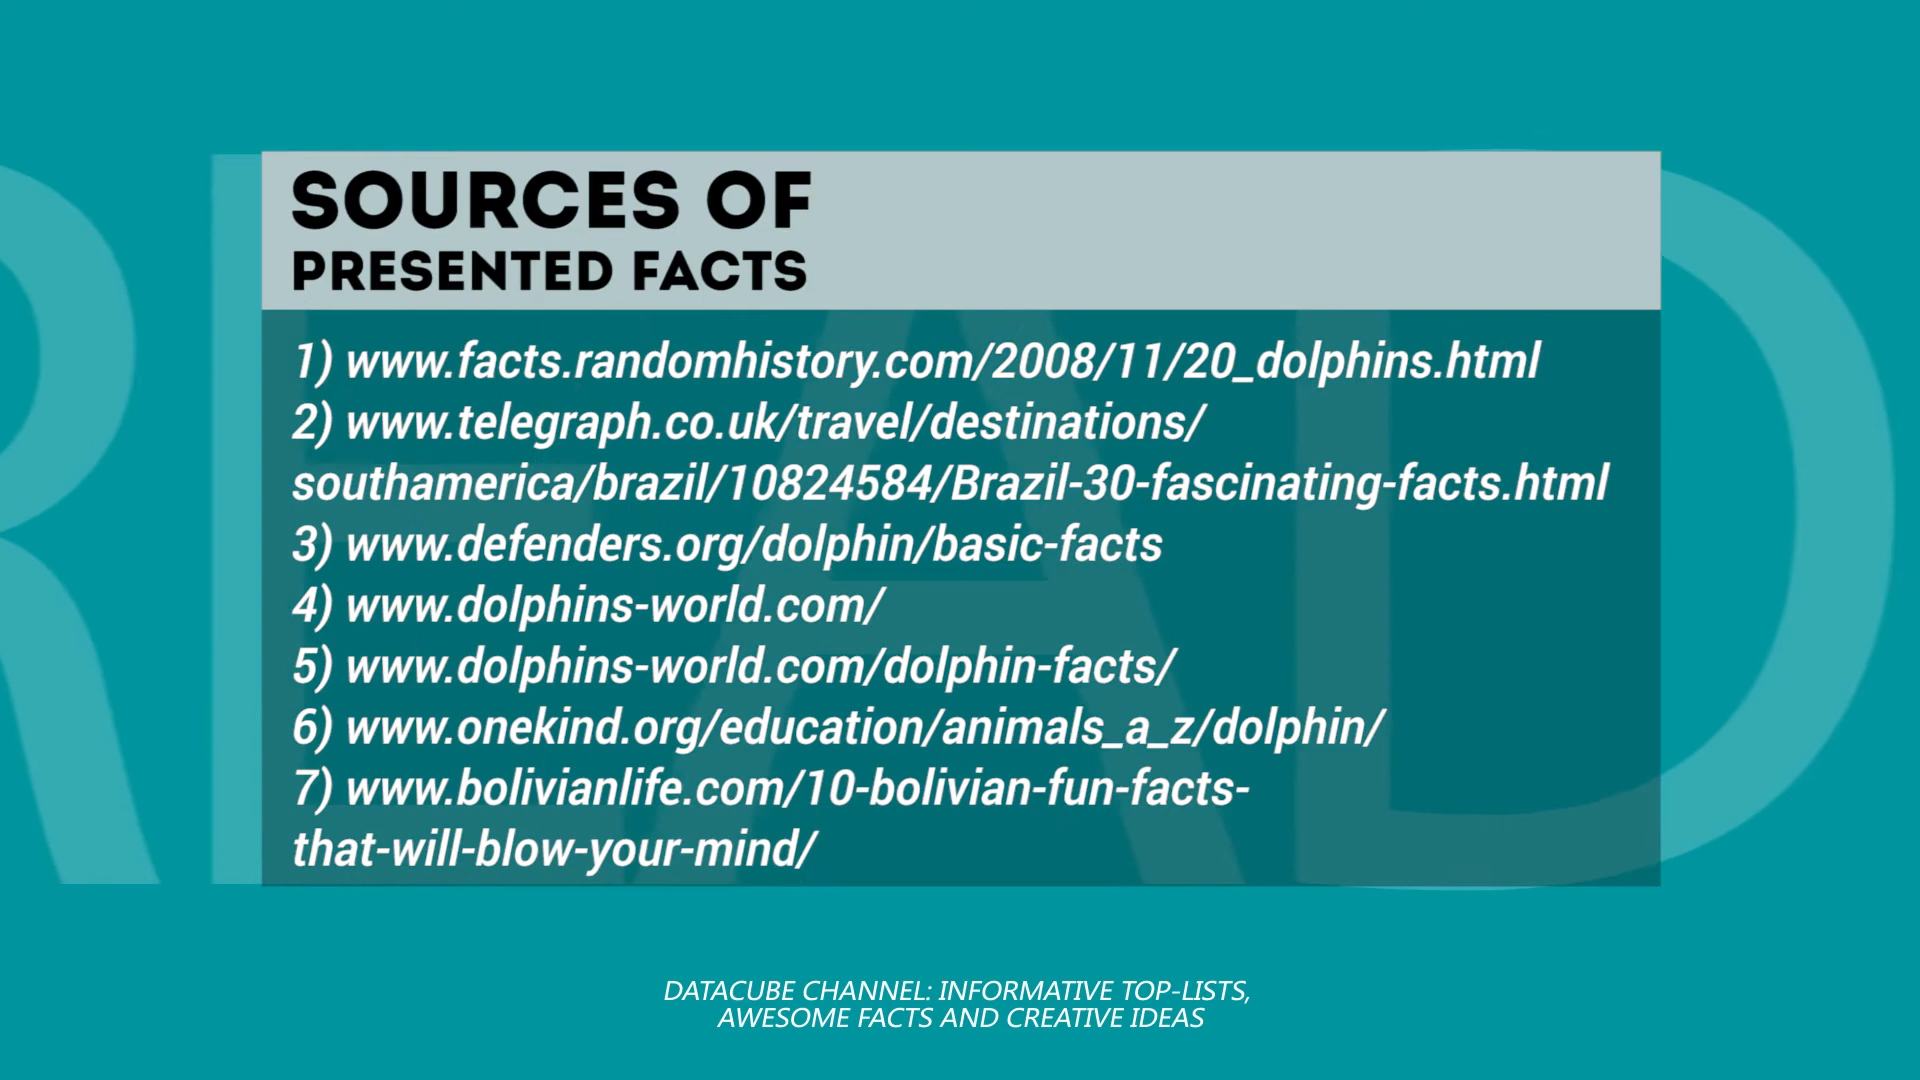 SOURCES OF
PRESENTED FACTS
1) www.facts.randomhistory.com/2008/11/20_dolphins.html
2) www.telegraph.co.uk/travel/destinations/
southamerica/brazil/10824584/Brazil-30-fascinating-facts.html
3) www.defenders.org/dolphin/basic-facts
4) www.dolphins-world.com/
5) www.dolphins-world.com/dolphin-facts/
6) www.onekind.org/education/animals_a_z/dolphin/
7) www.bolivianlife.com/10-bolivian-fun-facts-
that-will-blow-your-mind/
DATACUBE CHANNEL: INFORMATIVE TOP-LISTS,
AWESOME FACTS AND CREATIVE IDEAS